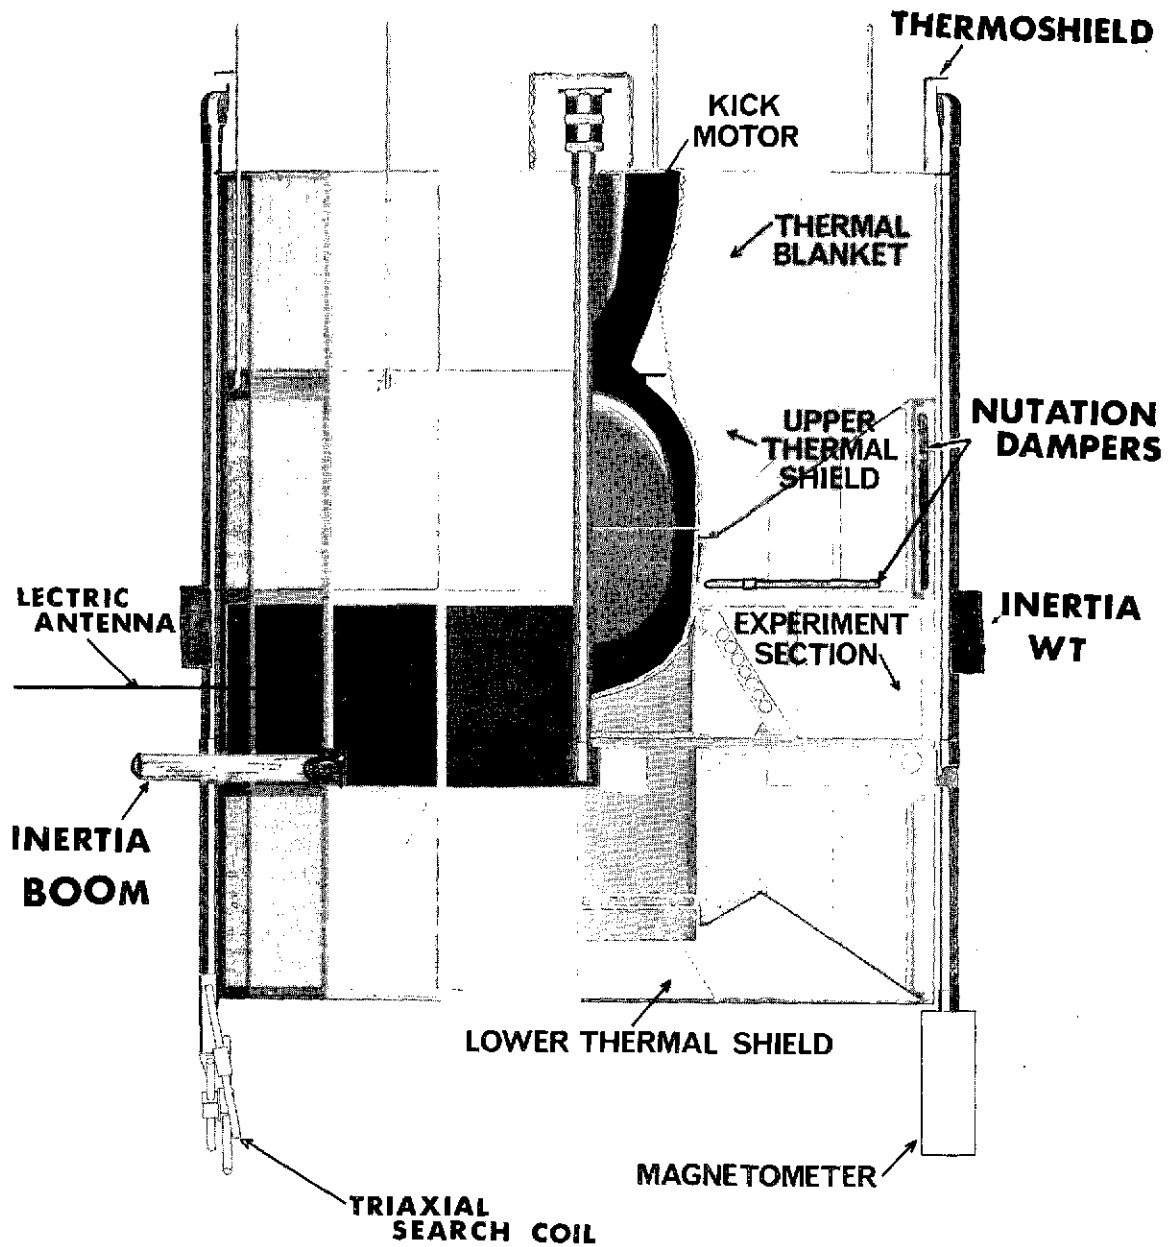 THERMOSHIELD
KICK
MOTOR
THERMAL
BLANKET
UPPER
THERMAL
SHIELD
NUTATION
DAMPERS
LECTRIC
ANTENNA
EXPERIMENT
SECTION
INERTIA
WT
INERTIA
BOOM
LOWER THERMAL SHIELD
MAGNETOMETER
TRIAXIAL
SEARCH COIL